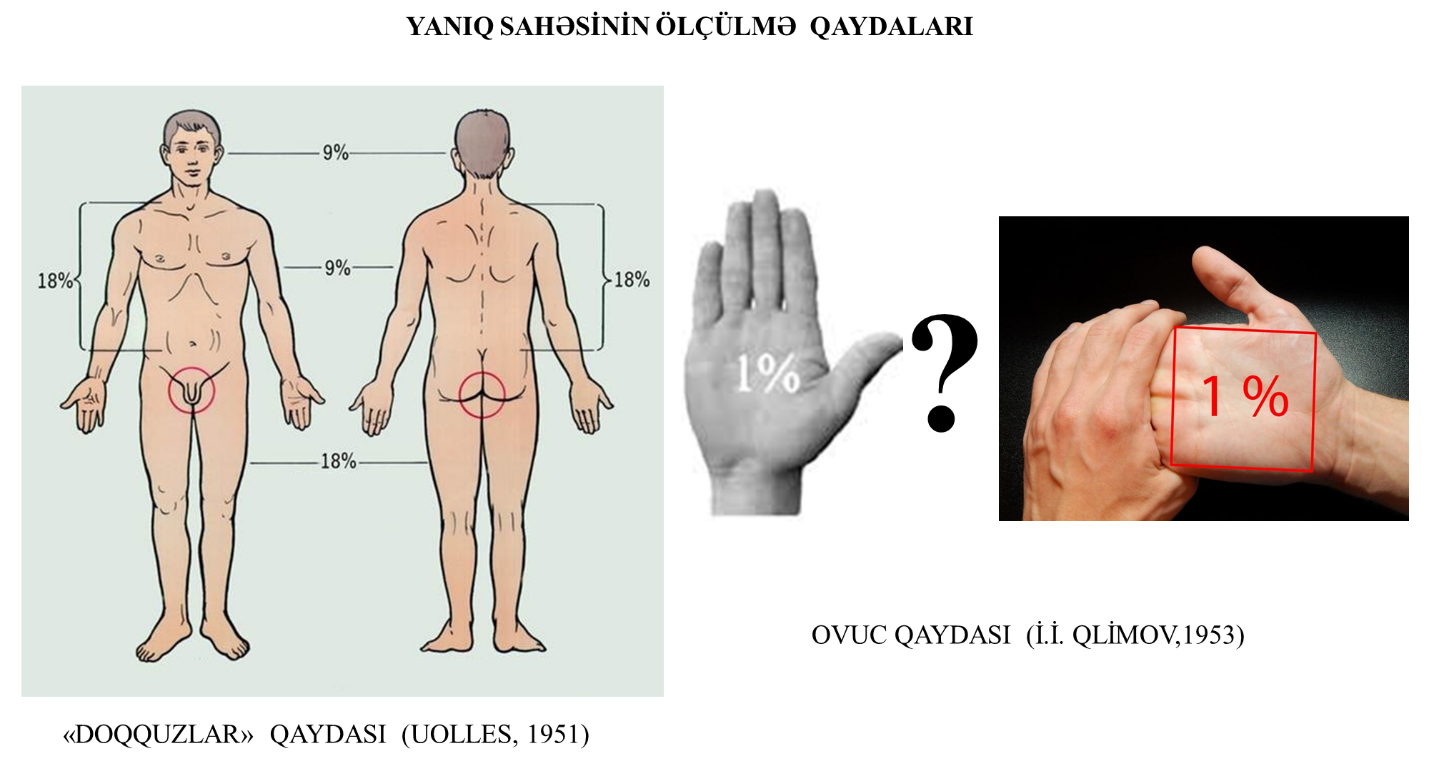 YANIQ SAHƏSİNİN ÖLÇÜLMƏ QAYDALARI
9%
18%
9%
18%
18%
1%
?
1 %
OVUC QAYDASI (İ.İ. QLİMOV,1953)
«DOQQUZLAR» QAYDASI (UOLLES, 1951)